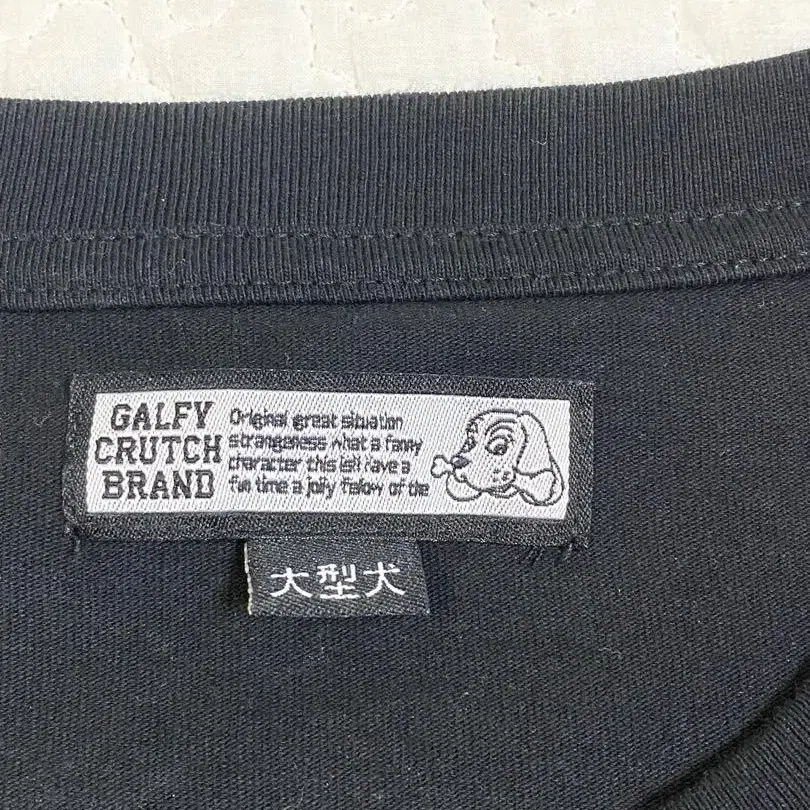 GALFY
CRUTCH
BRAND
Original great situation
strangeness what a fanny
character this isll have a
fun time a jolly fellow of the
大型犬